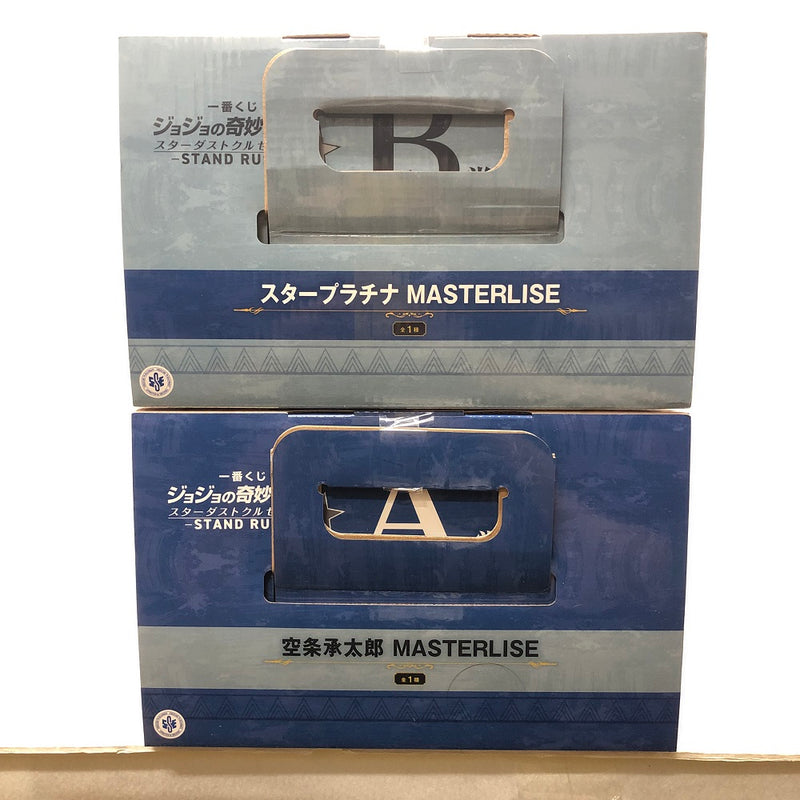 一番くじ
ジョジョの奇妙
スターダストクルセ
-STAND RU
B
スタープラチナ MASTERLISE
全1種
一番くじ
ジョジョの奇妙
スターダストクルセ
-STAND RU
A
空条承太郎 MASTERLISE
全1種